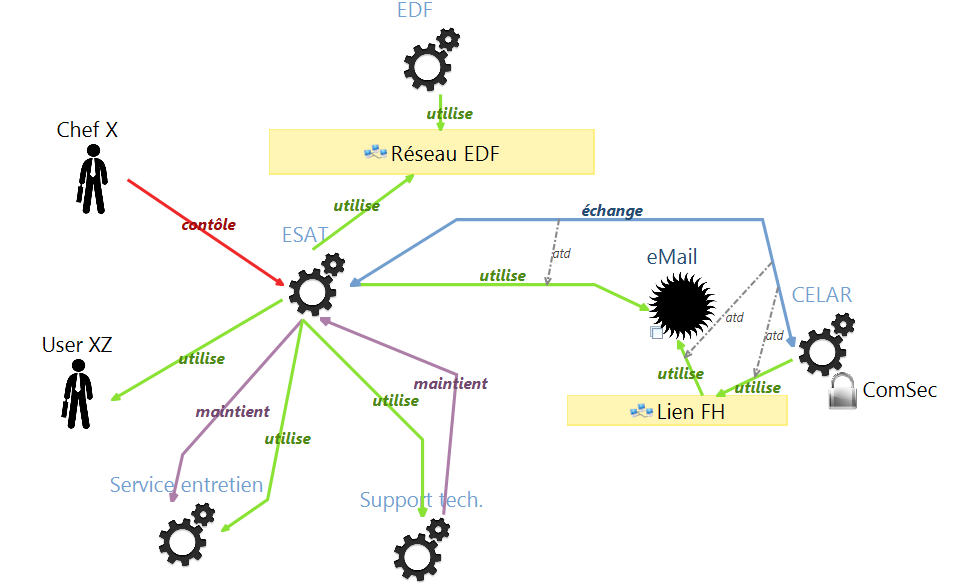 EDF
utilise
Chef X
Réseau EDF
utilise
contôle
échange
ESAT
atd
eMail
utilise
CELAR
atd
atd
User XZ
utilise
maintient
utilise
utilise
ComSec
maintient
utilise
Lien FH
utilise
Service entretien
Support tech.